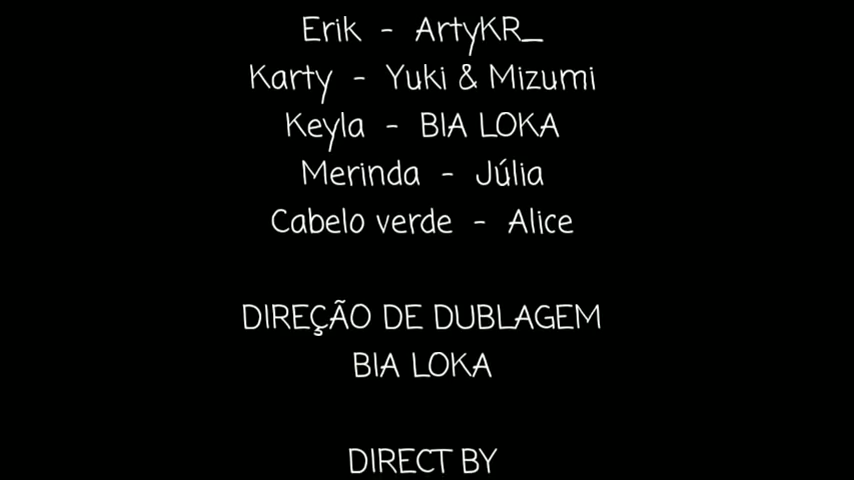 Erik - ArtyKR_
Karty - Yuki & Mizumi
Keyla - BIA LOKA
Merinda - Júlia
Cabelo verde - Alice
DIREÇÃO DE DUBLAGEM
BIA LOKA
DIRECT BY